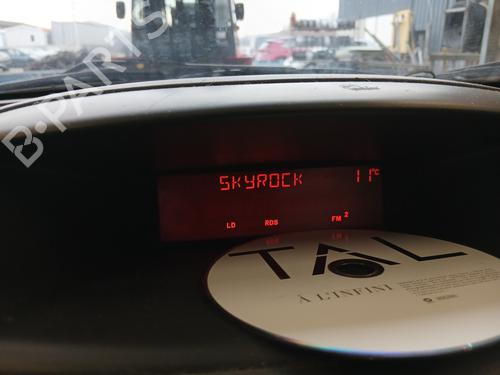 B-PARTS
SKYROCK 11°C
LD RDS FM 2
TAL
À L'INFINI